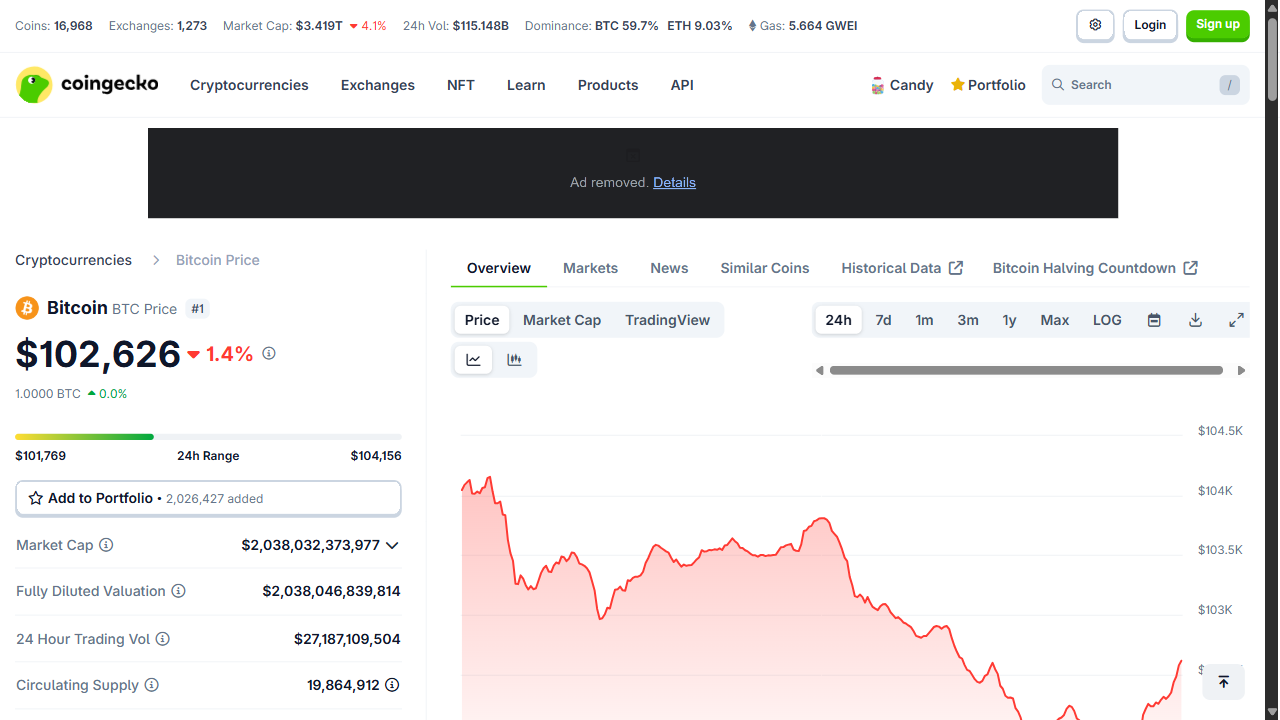 Coins: 16,968 Exchanges: 1,273 Market Cap: $3.419T 4.1% 24h Vol: $115.148B Dominance: BTC 59.7% ETH 9.03% Gas: 5.664 GWEI Login Sign up
coingecko Cryptocurrencies Exchanges NFT Learn Products API Candy Portfolio Search /
Ad removed. Details
Cryptocurrencies Bitcoin Price
Bitcoin BTC Price #1
$102,626 1.4%
1.0000 BTC 0.0%
$101,769 24h Range $104,156
Add to Portfolio • 2,026,427 added
Market Cap $2,038,032,373,977
Fully Diluted Valuation $2,038,046,839,814
24 Hour Trading Vol $27,187,109,504
Circulating Supply 19,864,912
Overview Markets News Similar Coins Historical Data Bitcoin Halving Countdown
Price Market Cap TradingView 24h 7d 1m 3m 1y Max LOG
$104.5K
$104K
$103.5K
$103K